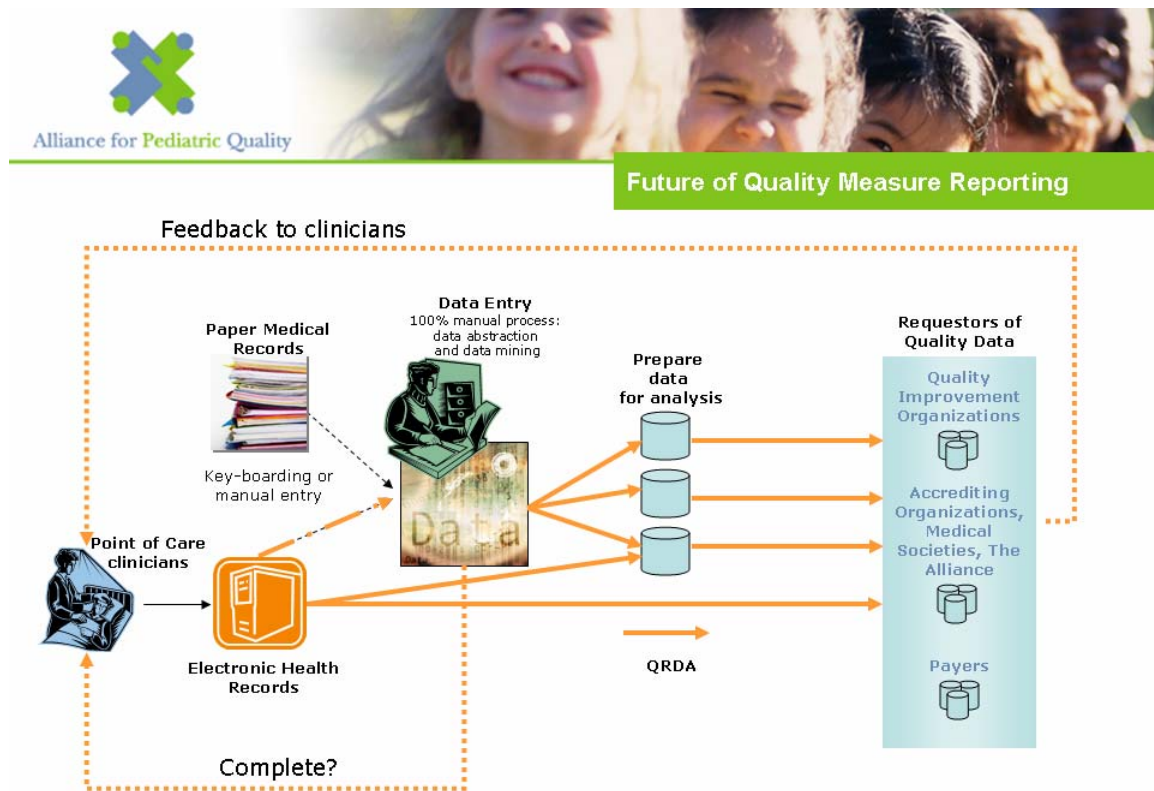 Alliance for Pediatric Quality
Future of Quality Measure Reporting
Feedback to clinicians
Data Entry
100% manual process:
data abstraction
and data mining
Paper Medical
Records
Prepare
data
for analysis
Requestors of
Quality Data
Quality
Improvement
Organizations
Key-boarding or
manual entry
Data
Accrediting
Organizations,
Medical
Societies, The
Alliance
Point of Care
clinicians
Electronic Health
Records
QRDA
Payers
Complete?